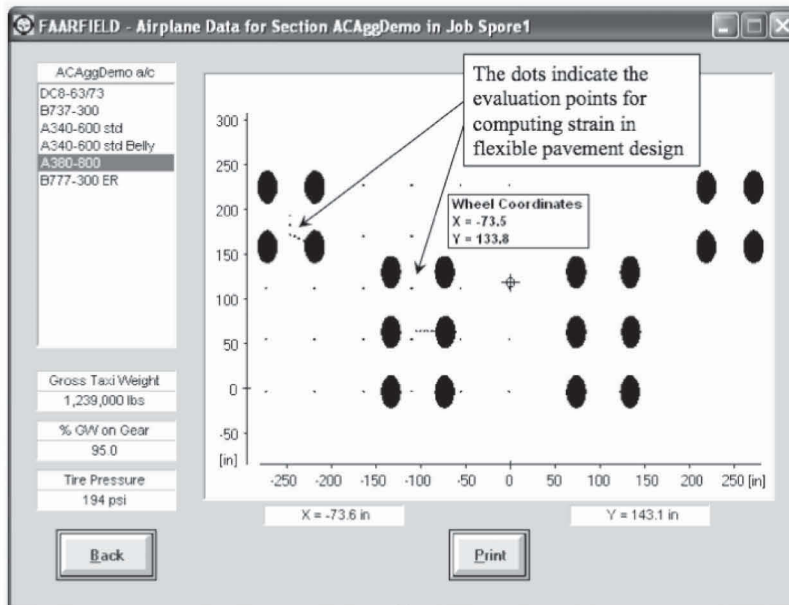 FAARFIELD - Airplane Data for Section ACAggDemo in Job Spore1
ACAggDemo a/c
DC8-63/73
B737-300
A340-600 std
A340-600 std Belly
A380-800
B777-300 ER
Gross Taxi Weight
1,239,000 lbs
% GW on Gear
95.0
Tire Pressure
194 psi
The dots indicate the
evaluation points for
computing strain in
flexible pavement design
Wheel Coordinates
X = -73.5
Y = 133.8
300
250
200
150
100
50
0
-50
[in]
-250 -200 -150 -100 -50 0 50 100 150 200 250 [in]
X = -73.6 in
Y = 143.1 in
Back
Print